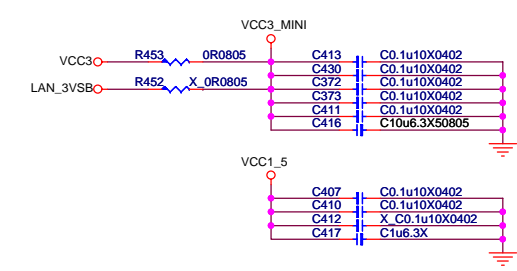 VCC3_MINI
VCC3 R453 0R0805 C413 C0.1u10X0402
C430 C0.1u10X0402
LAN_3VSB R452 X_0R0805 C372 C0.1u10X0402
C373 C0.1u10X0402
C411 C0.1u10X0402
C416 C10u6.3X50805
VCC1_5
C407 C0.1u10X0402
C410 C0.1u10X0402
C412 X_C0.1u10X0402
C417 C1u6.3X